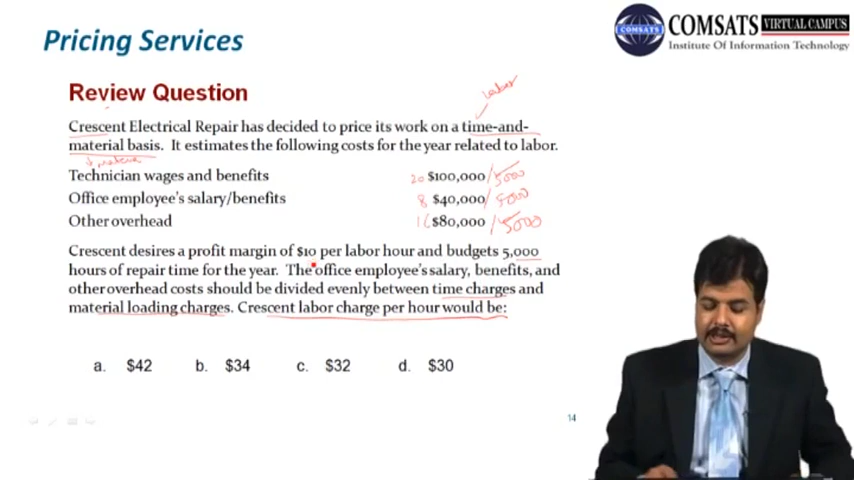 Pricing Services
COMSATS VIRTUAL CAMPUS
COMSATS
Institute Of Information Technology
Review Question
labor
Crescent Electrical Repair has decided to price its work on a time-and-
material basis. It estimates the following costs for the year related to labor.
Technician wages and benefits 20 $100,000 /5000
Office employee's salary/benefits 8 $40,000 /5000
Other overhead 16 $80,000 /5000
Crescent desires a profit margin of $10 per labor hour and budgets 5,000
hours of repair time for the year. The office employee's salary, benefits, and
other overhead costs should be divided evenly between time charges and
material loading charges. Crescent labor charge per hour would be:
a. $42 b. $34 c. $32 d. $30
14